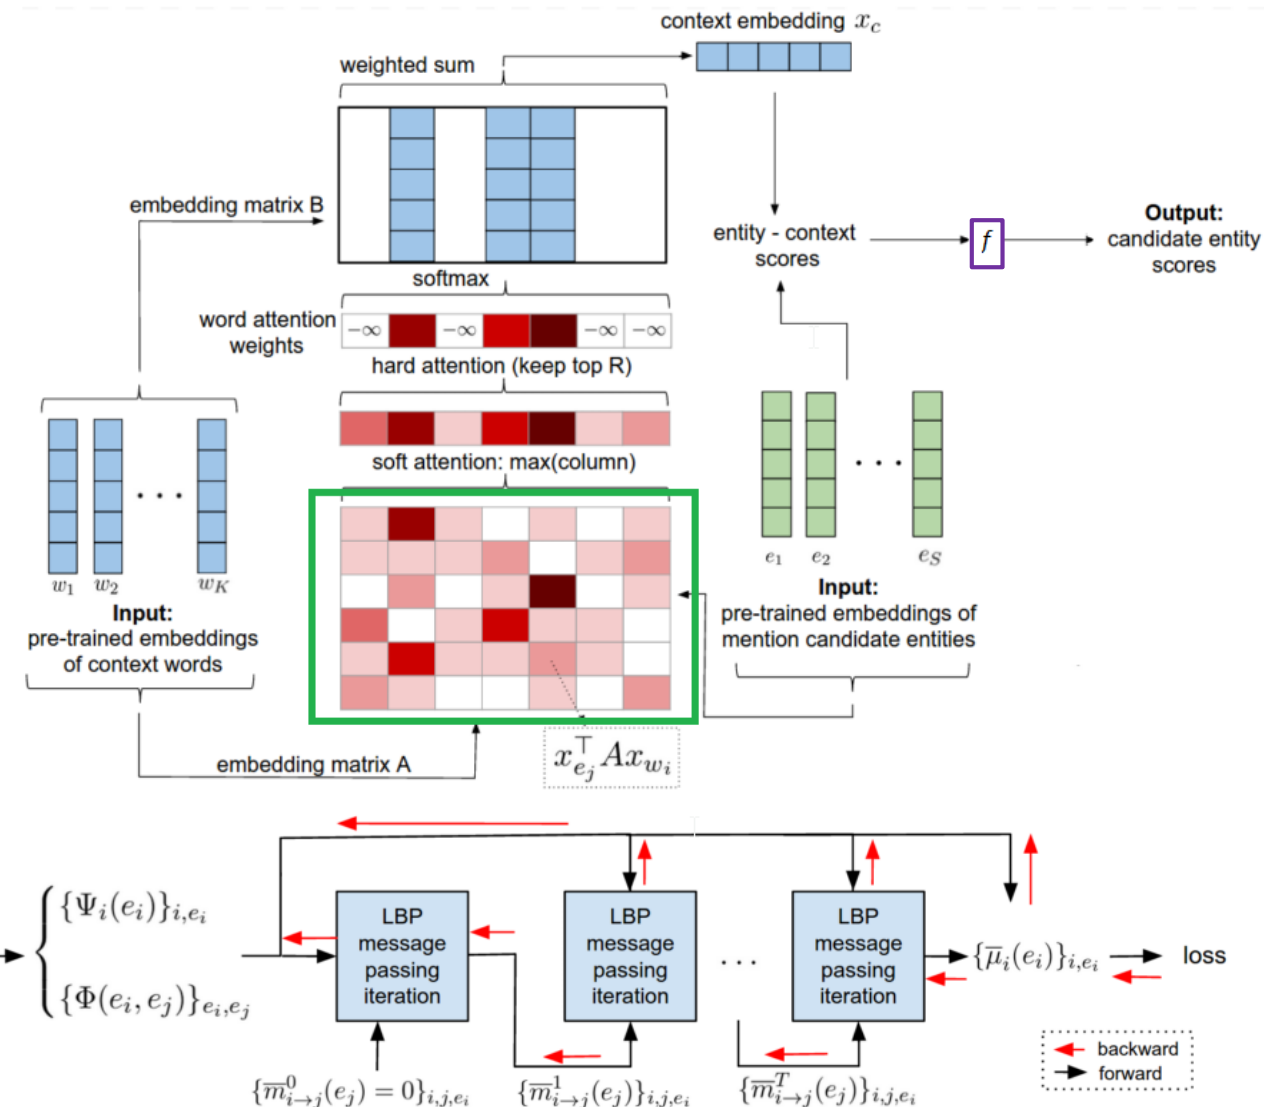 context embedding x_c
weighted sum
embedding matrix B
entity - context
scores
f
Output:
candidate entity
scores
softmax
word attention
weights
−∞ −∞ −∞ −∞
hard attention (keep top R)
soft attention: max(column)
w_1 w_2 · · · w_K
Input:
pre-trained embeddings
of context words
e_1 e_2 · · · e_S
Input:
pre-trained embeddings of
mention candidate entities
x_{e_j}^⊤ A x_{w_i}
embedding matrix A
{Ψ_i(e_i)}_{i,e_i}
{Φ(e_i, e_j)}_{e_i,e_j}
LBP
message
passing
iteration
LBP
message
passing
iteration
· · ·
LBP
message
passing
iteration
{μ̅_i(e_i)}_{i,e_i}
loss
{m̅^0_{i→j}(e_j) = 0}_{i,j,e_i}
{m̅^1_{i→j}(e_j)}_{i,j,e_i}
{m̅^T_{i→j}(e_j)}_{i,j,e_i}
backward
forward